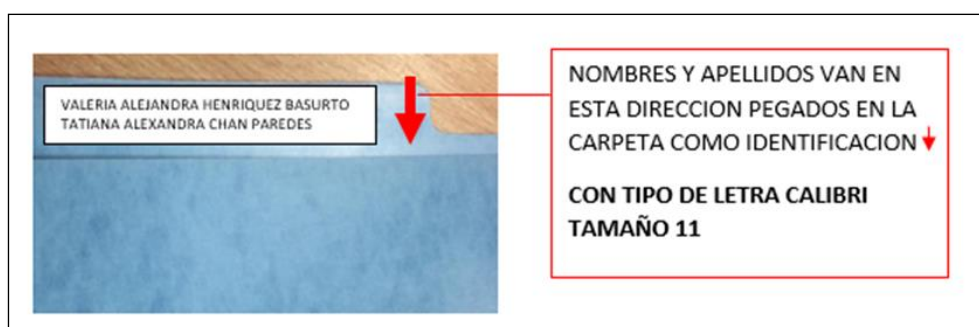 VALERIA ALEJANDRA HENRIQUEZ BASURTO
TATIANA ALEXANDRA CHAN PAREDES
NOMBRES Y APELLIDOS VAN EN
ESTA DIRECCION PEGADOS EN LA
CARPETA COMO IDENTIFICACION
CON TIPO DE LETRA CALIBRI
TAMAÑO 11